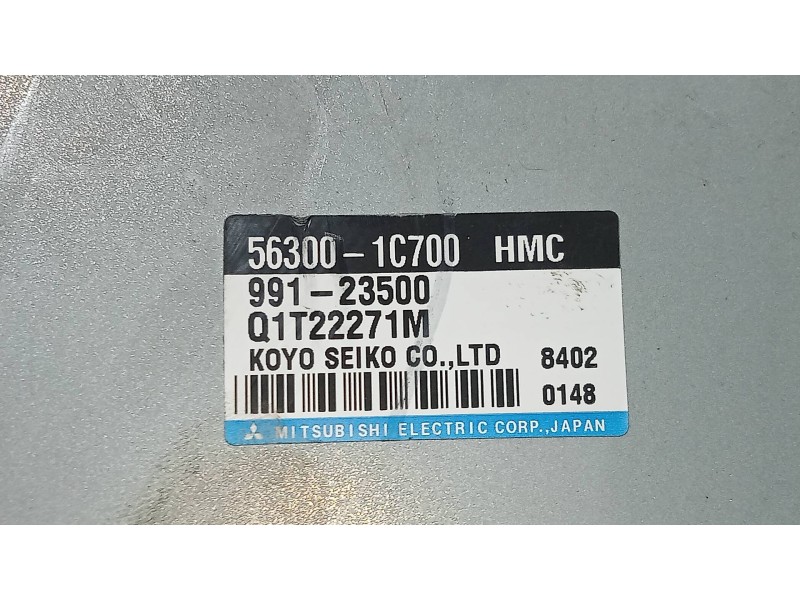 56300-1C700 HMC
991-23500
Q1T22271M
KOYO SEIKO CO.,LTD 8402
0148
MITSUBISHI ELECTRIC CORP.,JAPAN